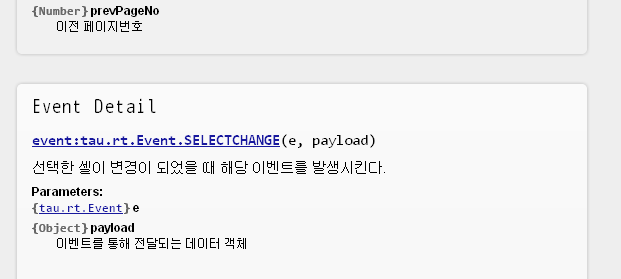 {Number} prevPageNo
이전 페이지번호
Event Detail
event:tau.rt.Event.SELECTCHANGE(e, payload)
선택한 셀이 변경이 되었을 때 해당 이벤트를 발생시킨다.
Parameters:
{tau.rt.Event} e
{Object} payload
이벤트를 통해 전달되는 데이터 객체